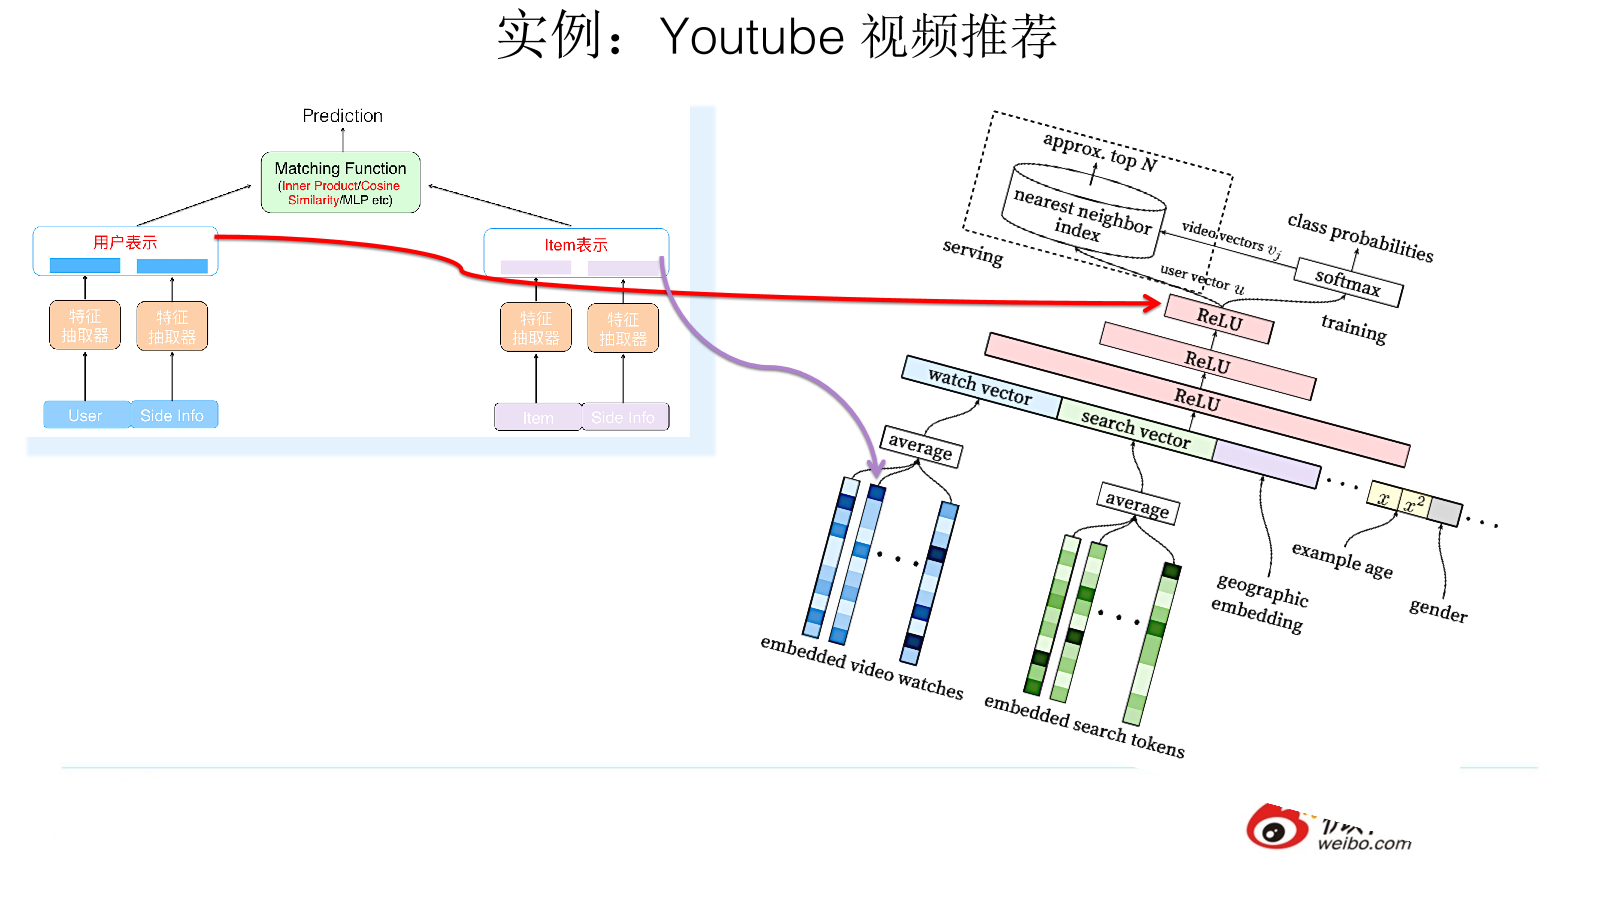 实例：Youtube 视频推荐
Prediction
Matching Function
(Inner Product/Cosine
Similarity/MLP etc)
用户表示
Item表示
特征
抽取器
特征
抽取器
特征
抽取器
特征
抽取器
User
Side Info
Item
Side Info
approx. top N
nearest neighbor
index
serving
video vectors vⱼ
user vector u
class probabilities
softmax
training
ReLU
ReLU
ReLU
watch vector
search vector
average
average
x
x²
example age
gender
geographic
embedding
embedded video watches
embedded search tokens
weibo.com